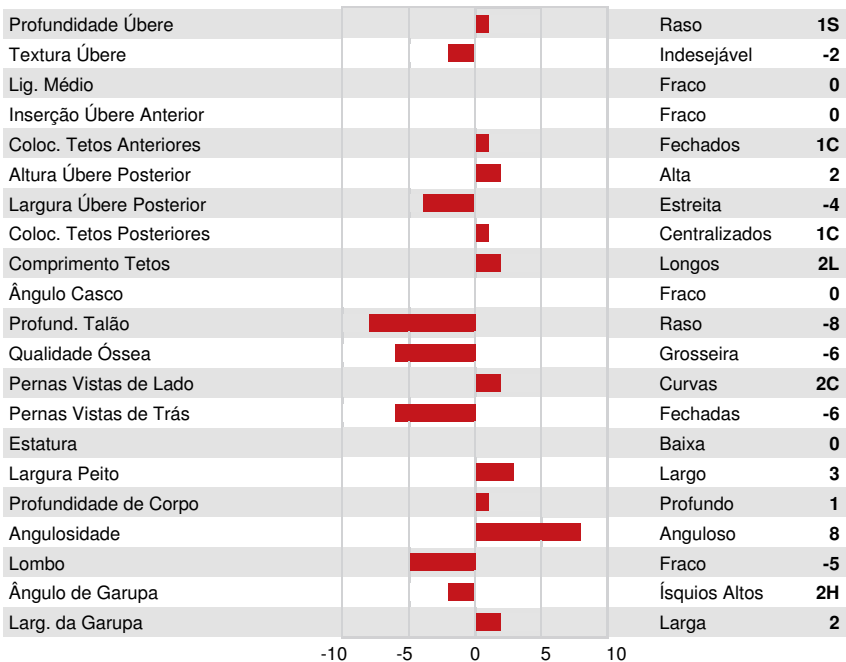 Profundidade Úbere Raso 1S
Textura Úbere Indesejável -2
Lig. Médio Fraco 0
Inserção Úbere Anterior Fraco 0
Coloc. Tetos Anteriores Fechados 1C
Altura Úbere Posterior Alta 2
Largura Úbere Posterior Estreita -4
Coloc. Tetos Posteriores Centralizados 1C
Comprimento Tetos Longos 2L
Ângulo Casco Fraco 0
Profund. Talão Raso -8
Qualidade Óssea Grosseira -6
Pernas Vistas de Lado Curvas 2C
Pernas Vistas de Trás Fechadas -6
Estatura Baixa 0
Largura Peito Largo 3
Profundidade de Corpo Profundo 1
Angulosidade Anguloso 8
Lombo Fraco -5
Ângulo de Garupa Ísquios Altos 2H
Larg. da Garupa Larga 2
-10 -5 0 5 10